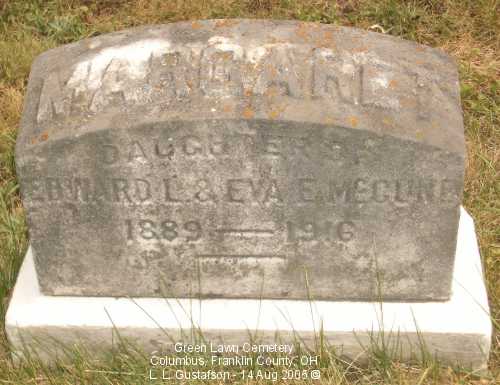 MARGARET
DAUGHTER OF
EDWARD L. & EVA E. MCCUNE
1889 — 1916
Green Lawn Cemetery
Columbus, Franklin County, OH
L. L. Gustafson - 14 Aug 2005 ©